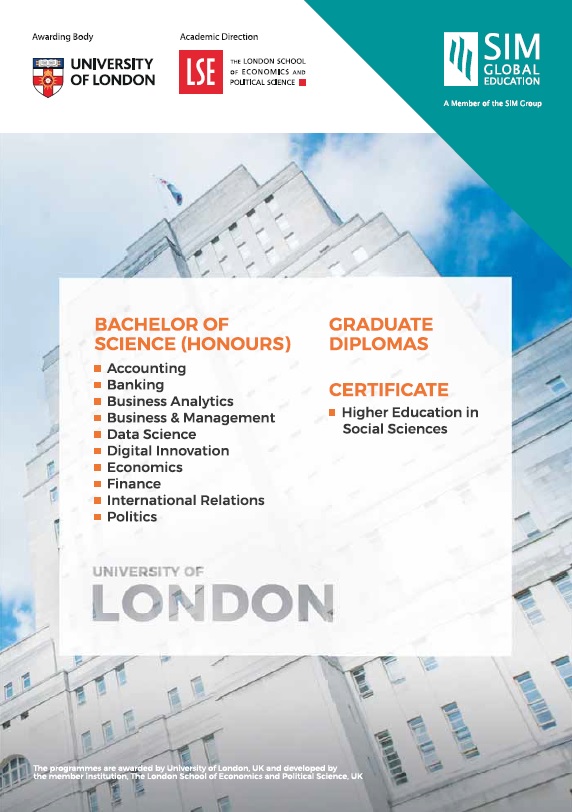 Awarding Body
UNIVERSITY
OF LONDON
Academic Direction
LSE
THE LONDON SCHOOL
OF ECONOMICS AND
POLITICAL SCIENCE
SIM
GLOBAL
EDUCATION
A Member of the SIM Group
BACHELOR OF
SCIENCE (HONOURS)
Accounting
Banking
Business Analytics
Business & Management
Data Science
Digital Innovation
Economics
Finance
International Relations
Politics
GRADUATE
DIPLOMAS
CERTIFICATE
Higher Education in
Social Sciences
UNIVERSITY OF
LONDON
The programmes are awarded by University of London, UK and developed by
the member institution, The London School of Economics and Political Science, UK